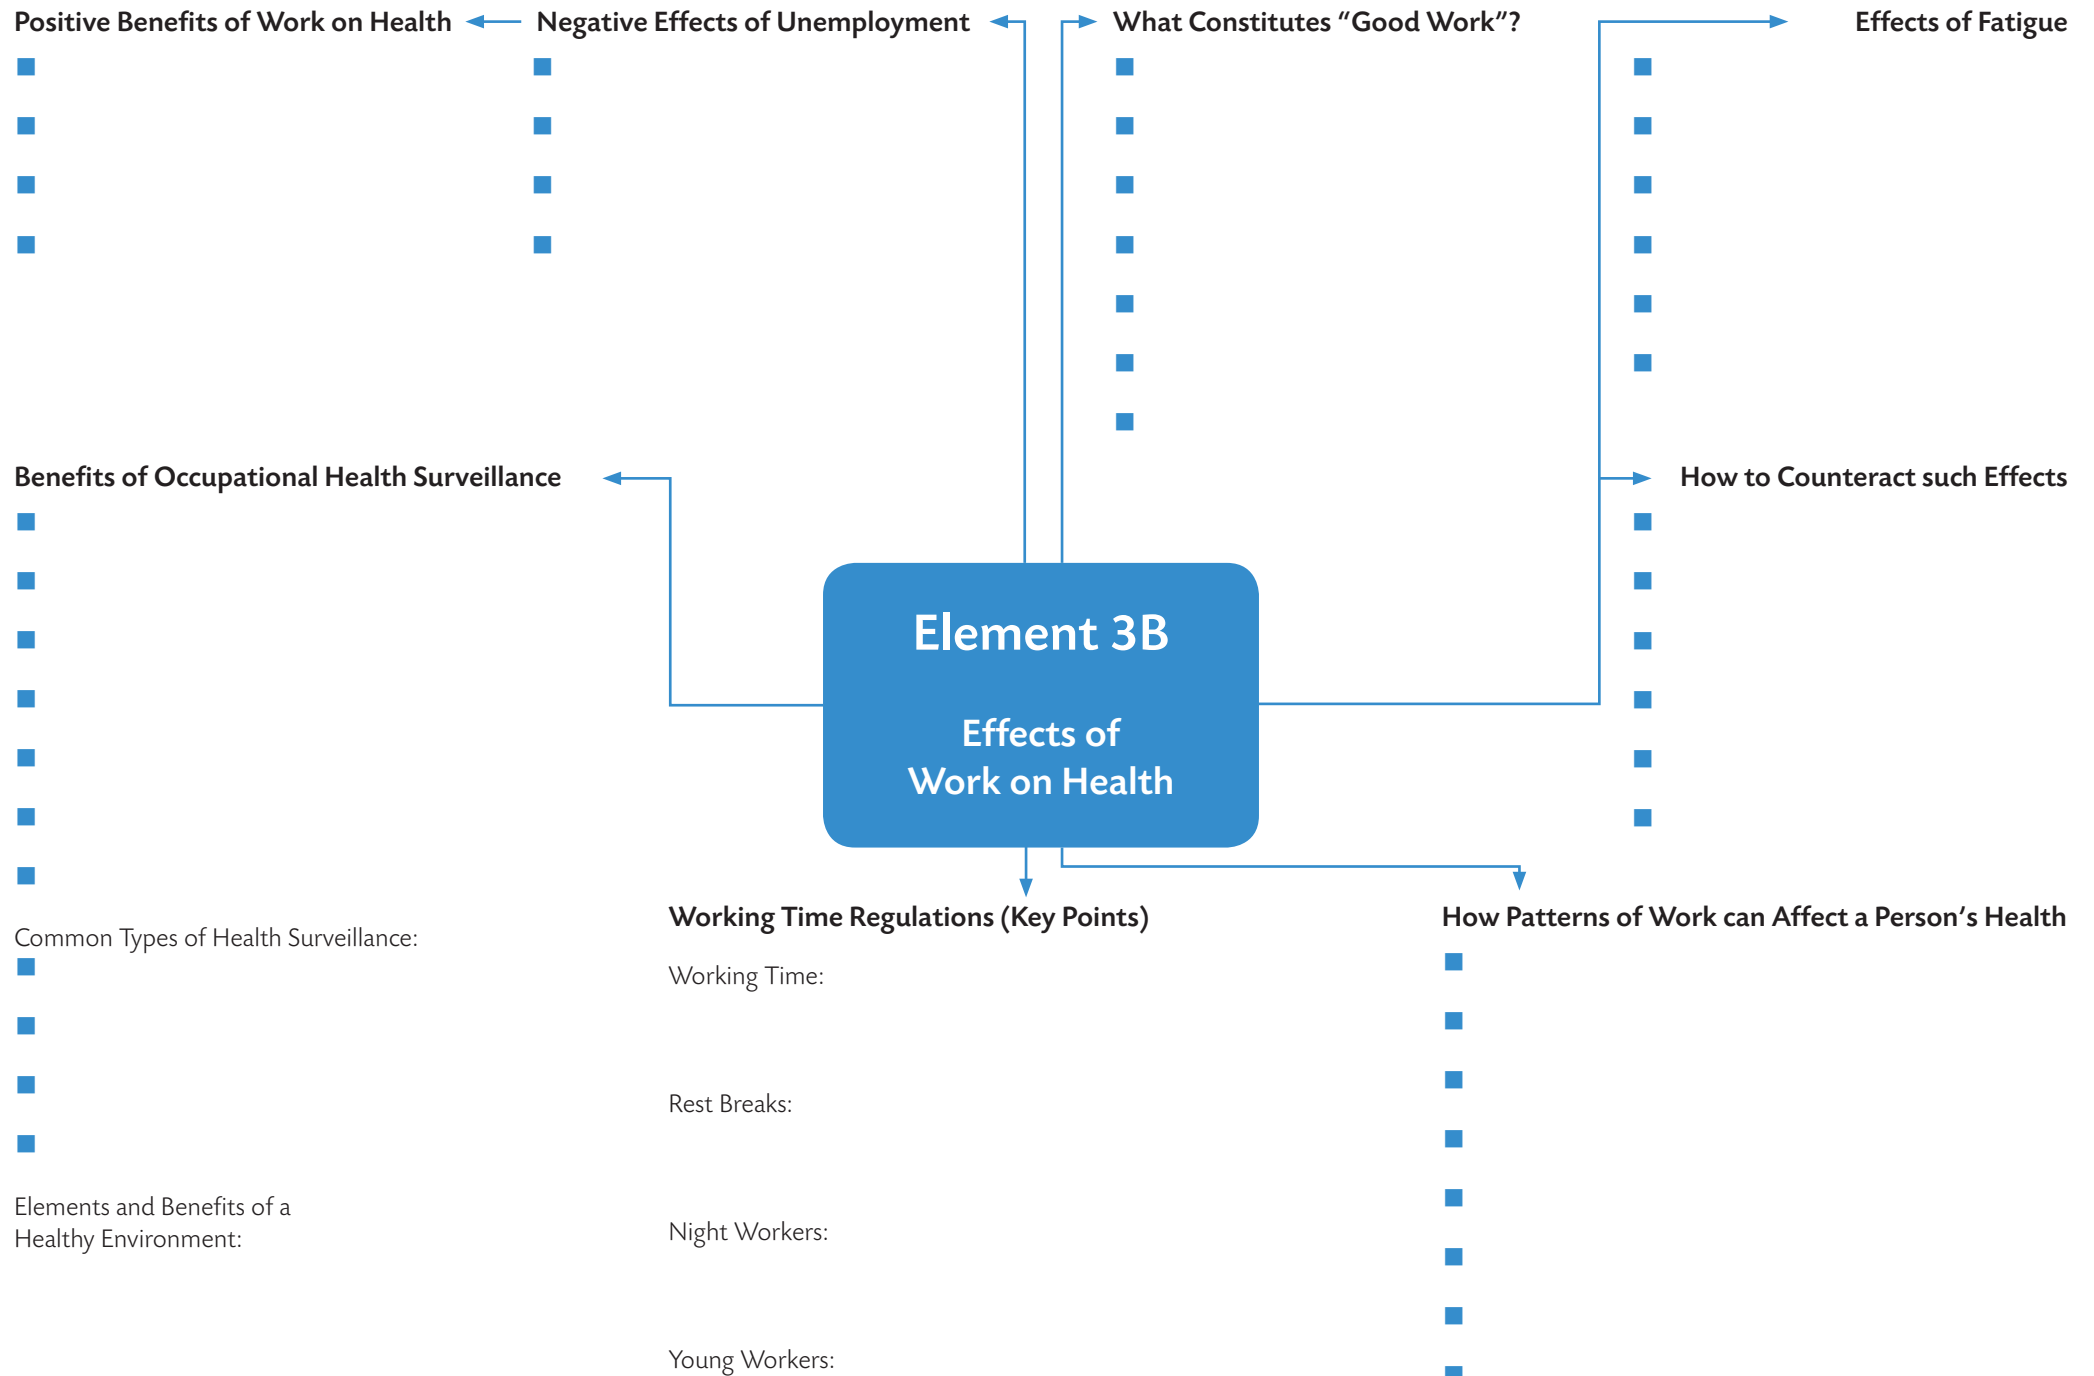 Positive Benefits of Work on Health
Negative Effects of Unemployment
What Constitutes “Good Work”?
Effects of Fatigue
Benefits of Occupational Health Surveillance
How to Counteract such Effects
Element 3B
Effects of
Work on Health
Common Types of Health Surveillance:
Elements and Benefits of a
Healthy Environment:
Working Time Regulations (Key Points)
Working Time:
Rest Breaks:
Night Workers:
Young Workers:
How Patterns of Work can Affect a Person’s Health